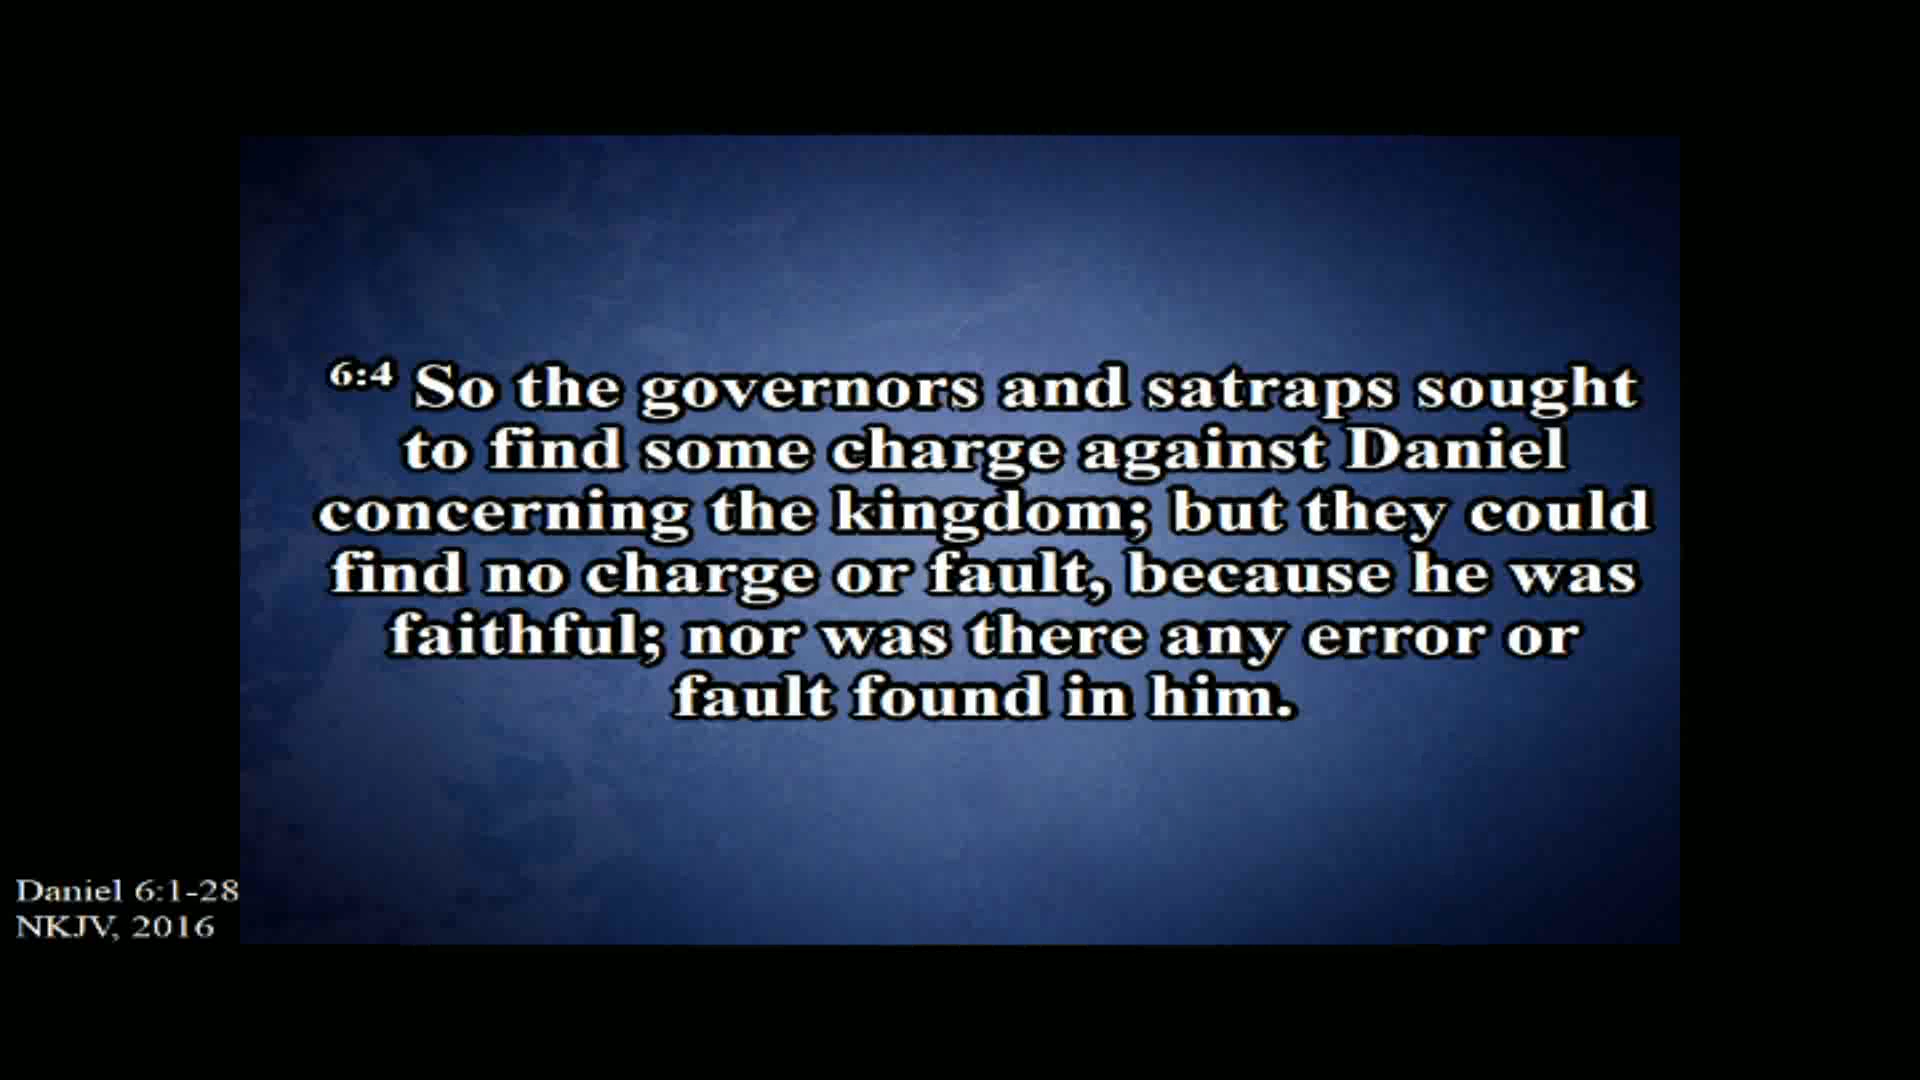 6:4 So the governors and satraps sought
to find some charge against Daniel
concerning the kingdom; but they could
find no charge or fault, because he was
faithful; nor was there any error or
fault found in him.
Daniel 6:1-28
NKJV, 2016